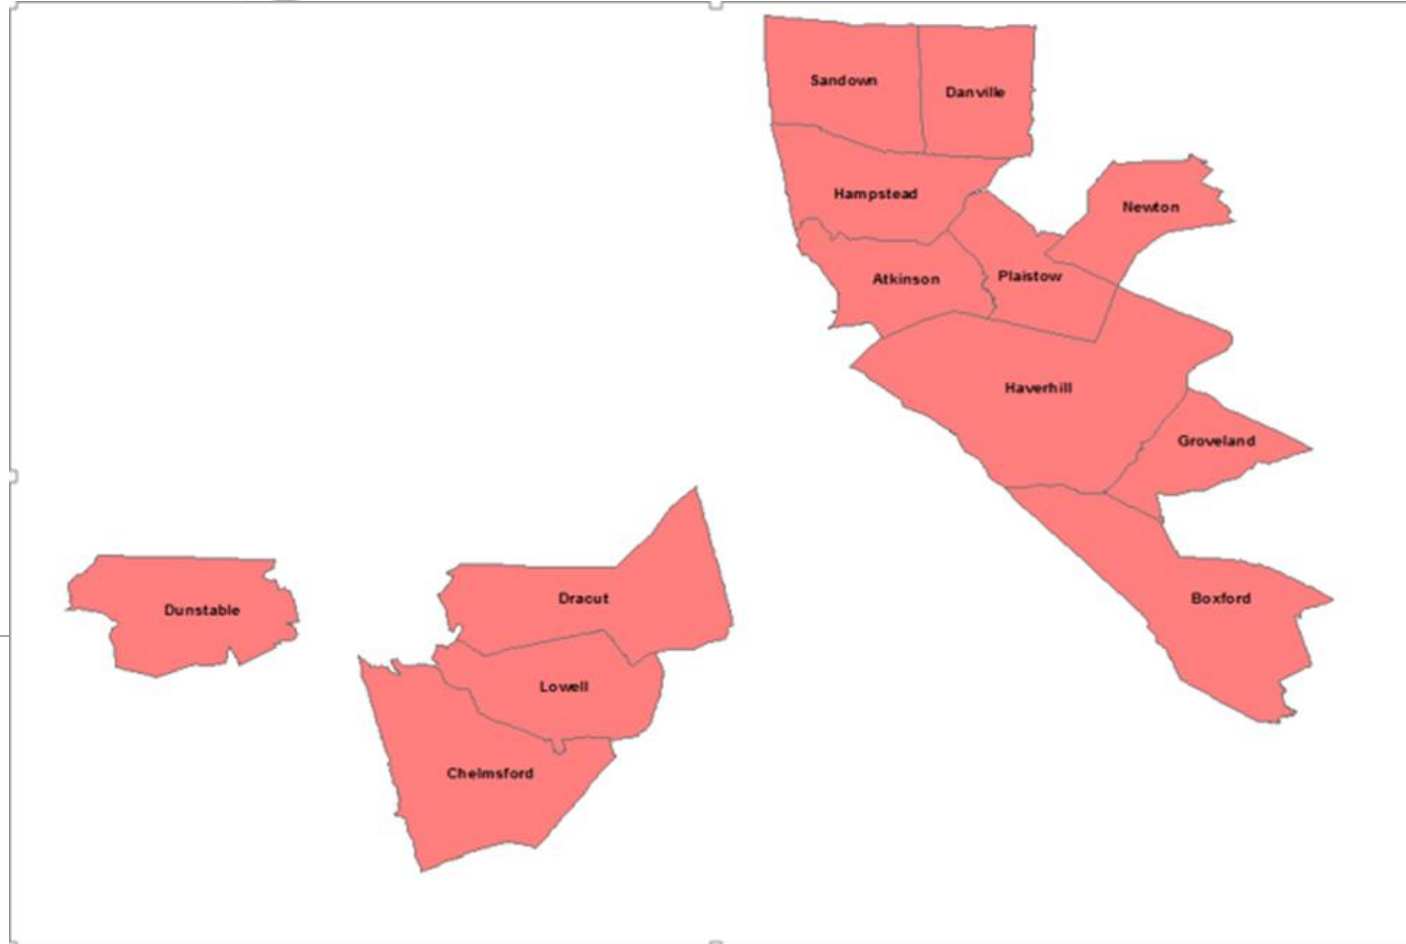 Sandown
Danville
Hampstead
Newton
Atkinson
Plaistow
Haverhill
Groveland
Boxford
Dracut
Dunstable
Lowell
Chelmsford